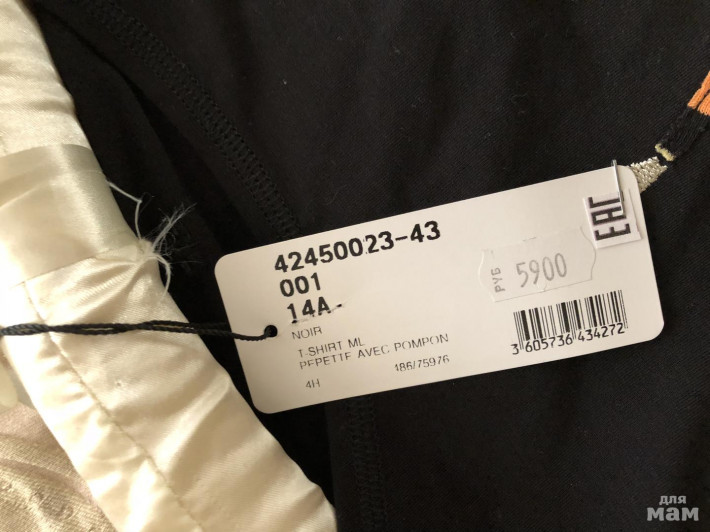 42450023-43
001
14A-
NOIR
T-SHIRT ML
PEPETTE AVEC POMPON
4H 486/75976
РУБ 5900
EAC
3 605736 434272
для
мам